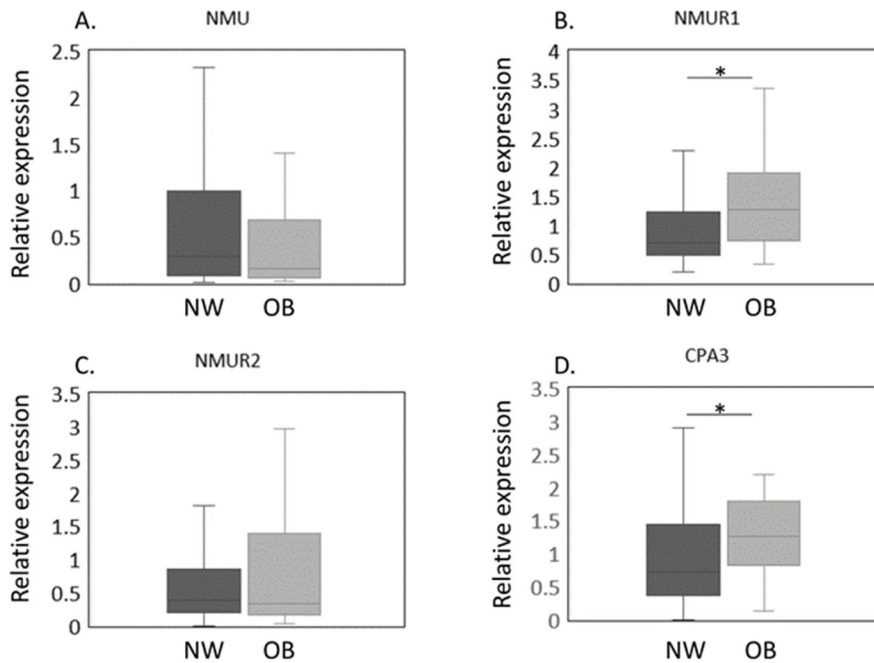 A. NMU
Relative expression
2.5
2
1.5
1
0.5
0
NW OB
B. NMUR1
Relative expression
4
3.5
3
2.5
2
1.5
1
0.5
0
*
NW OB
C. NMUR2
Relative expression
3.5
3
2.5
2
1.5
1
0.5
0
NW OB
D. CPA3
Relative expression
3.5
3
2.5
2
1.5
1
0.5
0
*
NW OB